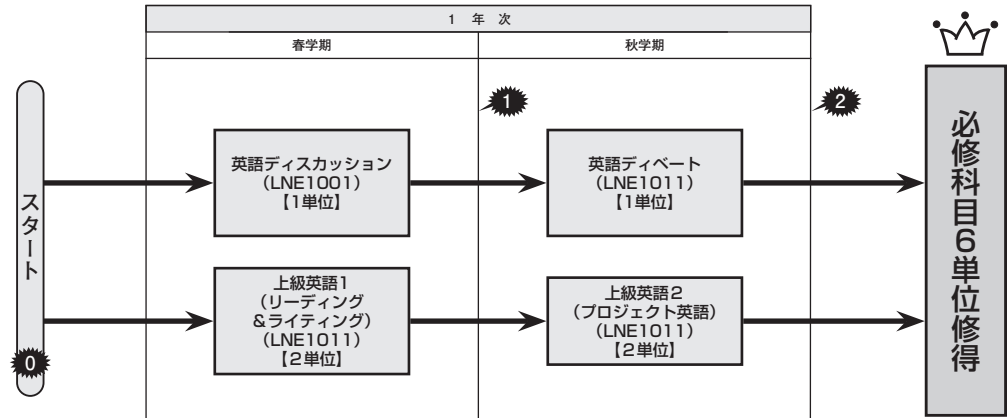 1 年 次
春学期
秋学期
スタート
0
1
2
英語ディスカッション
（LNE1001）
【1単位】
英語ディベート
（LNE1011）
【1単位】
上級英語1
（リーディング
＆ライティング）
（LNE1011）
【2単位】
上級英語2
（プロジェクト英語）
（LNE1011）
【2単位】
必修科目6単位修得